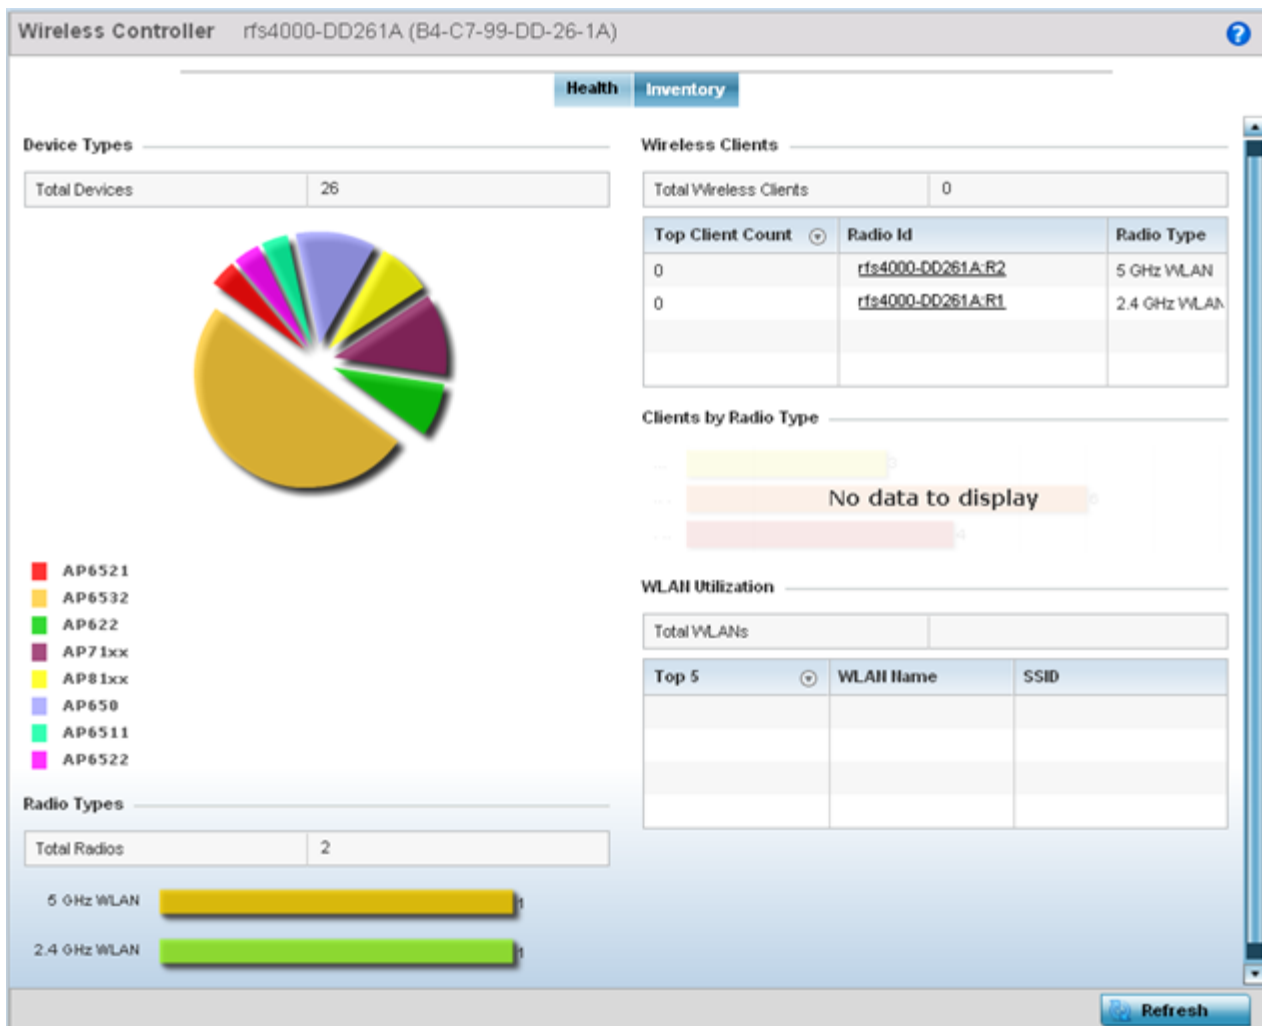 Wireless Controller rfs4000-DD261A (B4-C7-99-DD-26-1A)
?
Health Inventory
Device Types
Total Devices 26
AP6521
AP6532
AP622
AP71xx
AP81xx
AP650
AP6511
AP6522
Radio Types
Total Radios 2
5 GHz WLAN 1
2.4 GHz WLAN 1
Wireless Clients
Total Wireless Clients 0
Top Client Count Radio Id Radio Type
0 rfs4000-DD261A:R2 5 GHz WLAN
0 rfs4000-DD261A:R1 2.4 GHz WLAN
Clients by Radio Type
... 3
... 6
No data to display
... 4
WLAN Utilization
Total WLANs
Top 5 WLAN Name SSID
Refresh